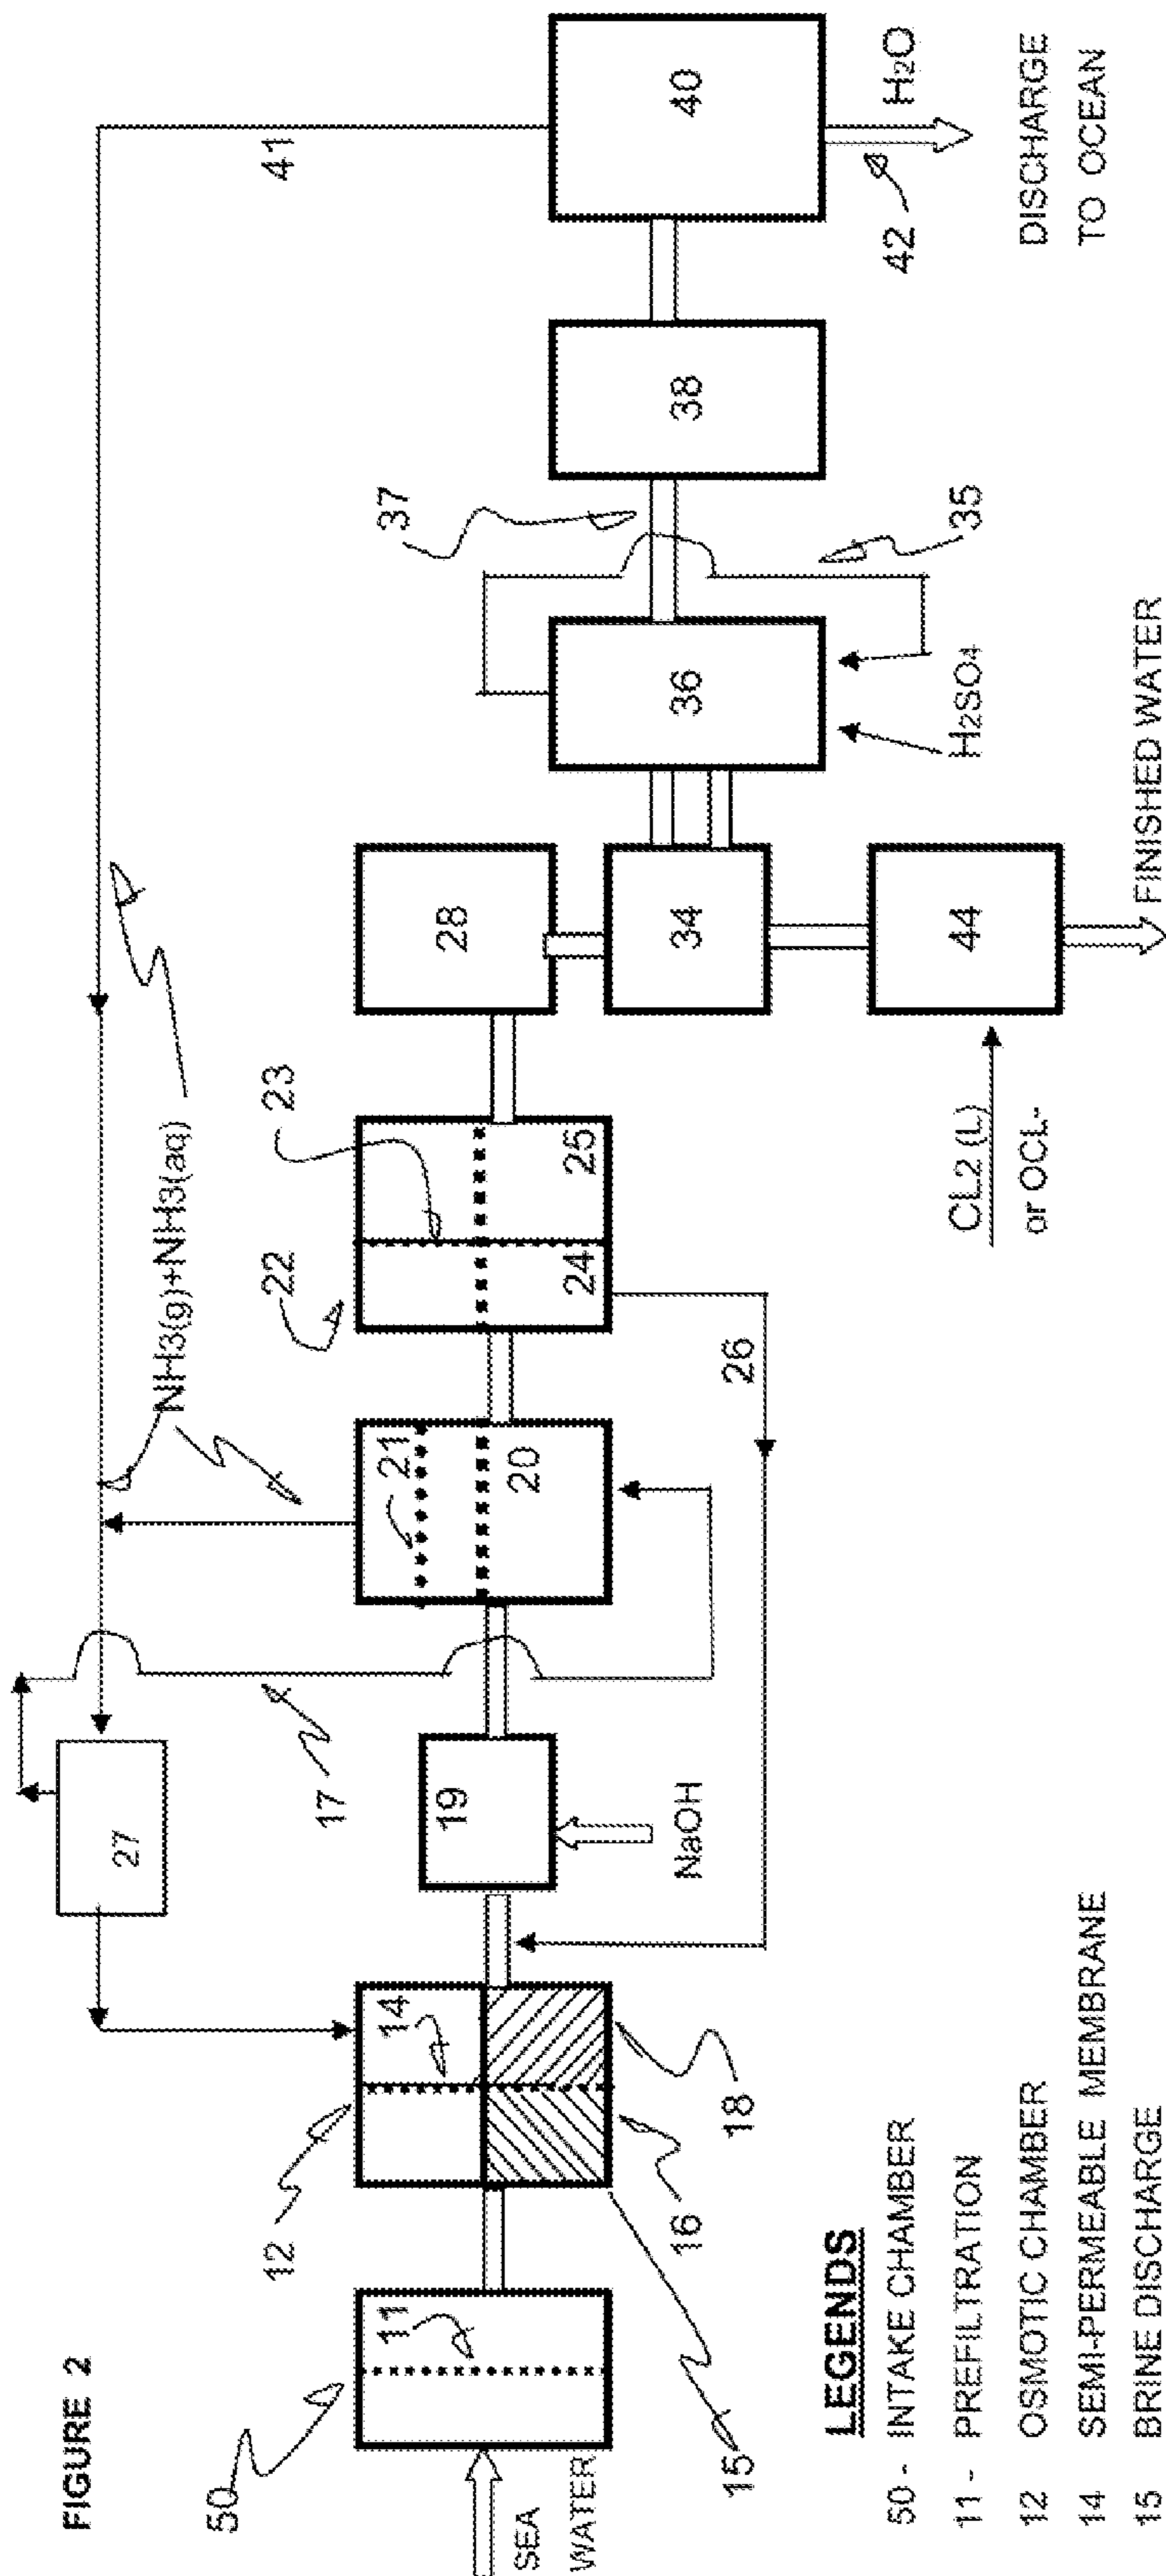 FIGURE 2
50
11
SEA
WATER
12
14
15
16
18
27
17
19
NaOH
21
20
NH3(g)+NH3(aq)
22
23
24
25
26
28
34
44
CL2 (L)
or OCL-
FINISHED WATER
36
H2SO4
37
35
38
41
40
42
H2O
DISCHARGE
TO OCEAN
LEGENDS
50 - INTAKE CHAMBER
11 - PREFILTRATION
12 OSMOTIC CHAMBER
14 SEMI-PERMEABLE MEMBRANE
15 BRINE DISCHARGE